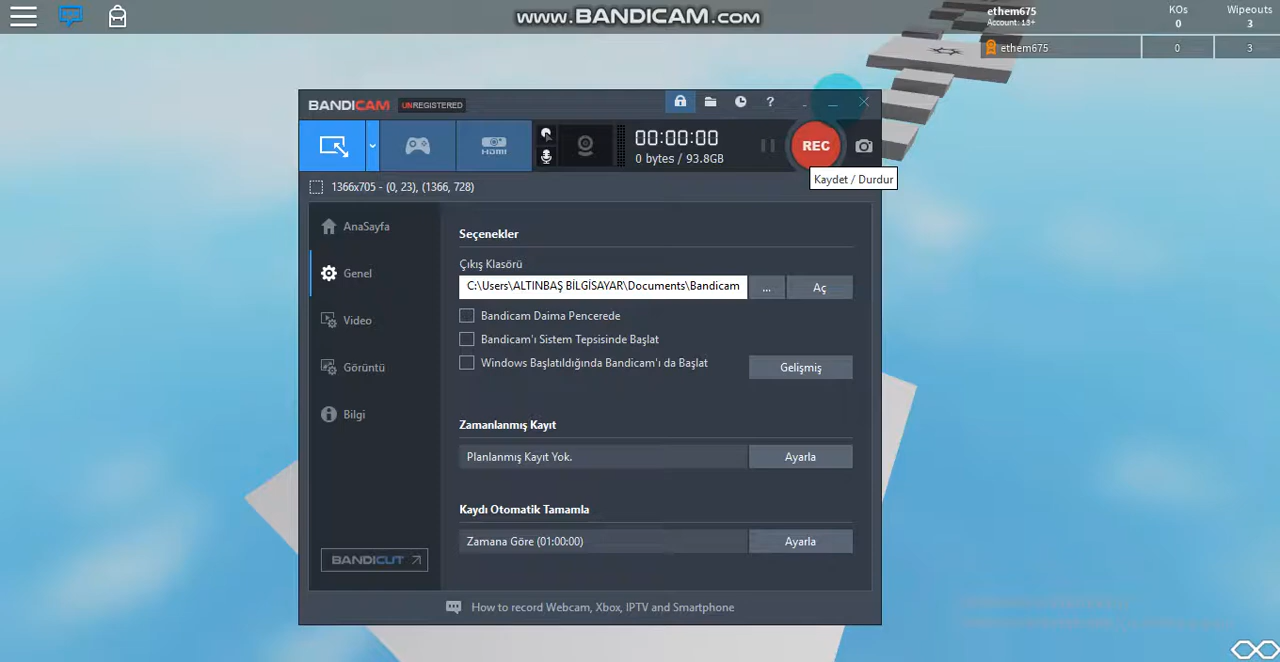 www.BANDICAM.com
ethem675
Account: 13+
KOs
0
Wipeouts
3
ethem675
0
3
BANDICAM
UNREGISTERED
?
HDMI
00:00:00
0 bytes / 93.8GB
REC
Kaydet / Durdur
1366x705 - (0, 23), (1366, 728)
AnaSayfa
Genel
Video
Görüntü
Bilgi
BANDICUT
Seçenekler
Çıkış Klasörü
C:\Users\ALTINBAŞ BİLGİSAYAR\Documents\Bandicam
...
Aç
Bandicam Daima Pencerede
Bandicam'ı Sistem Tepsisinde Başlat
Windows Başlatıldığında Bandicam'ı da Başlat
Gelişmiş
Zamanlanmış Kayıt
Planlanmış Kayıt Yok.
Ayarla
Kaydı Otomatik Tamamla
Zamana Göre (01:00:00)
Ayarla
How to record Webcam, Xbox, IPTV and Smartphone